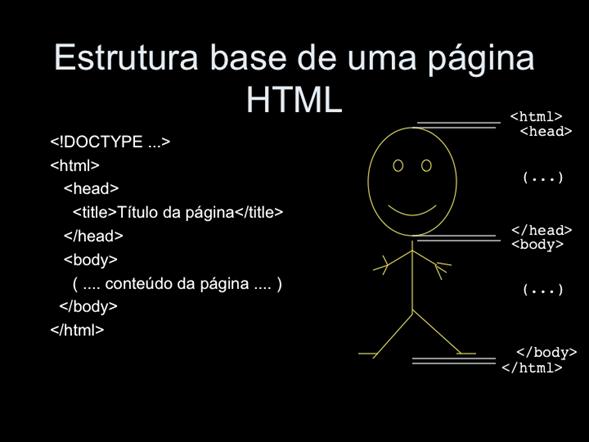 Estrutura base de uma página
HTML
<!DOCTYPE ...>
<html>
<head>
<title>Título da página</title>
</head>
<body>
( .... conteúdo da página .... )
</body>
</html>
<html>
<head>
(...)
</head>
<body>
(...)
</body>
</html>